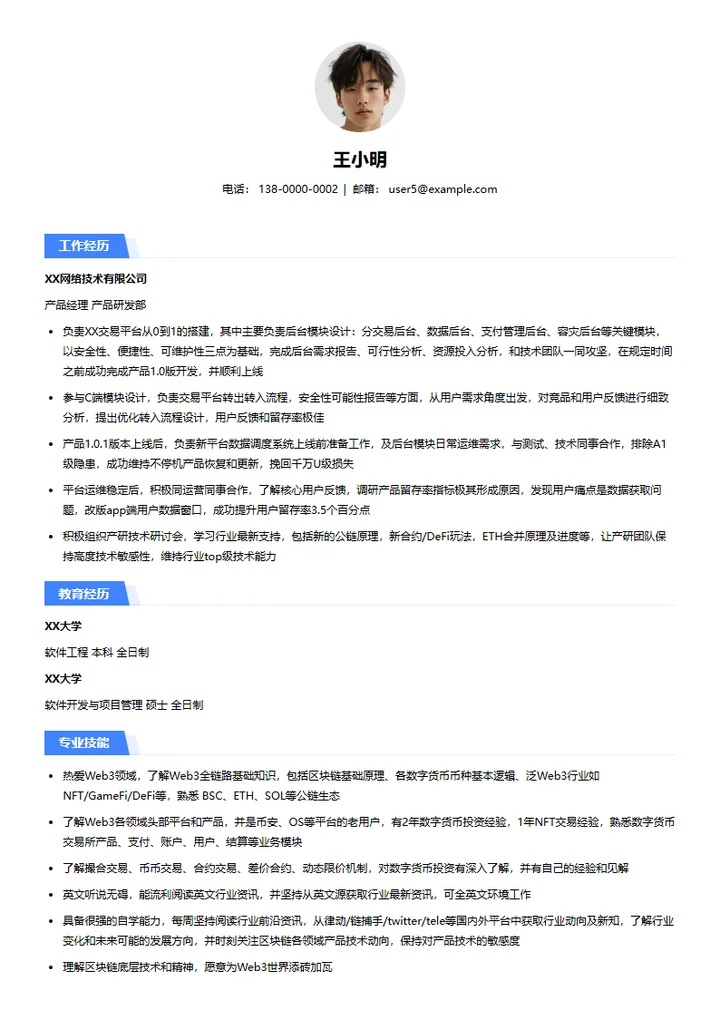 王小明
电话： 138-0000-0002 | 邮箱： user5@example.com
工作经历
XX网络技术有限公司
产品经理 产品研发部
• 负责XX交易平台从0到1的搭建，其中主要负责后台模块设计：分交易后台、数据后台、支付管理后台、容灾后台等关键模块，
以安全性、便捷性、可维护性三点为基础，完成后台需求报告、可行性分析、资源投入分析，和技术团队一同攻坚，在规定时间
之前成功完成产品1.0版开发，并顺利上线
• 参与C端模块设计，负责交易平台转出转入流程，安全性可能性报告等方面，从用户需求角度出发，对竞品和用户反馈进行细致
分析，提出优化转入流程设计，用户反馈和留存率极佳
• 产品1.0.1版本上线后，负责新平台数据调度系统上线前准备工作，及后台模块日常运维需求，与测试、技术同事合作，排除A1
级隐患，成功维持不停机产品恢复和更新，挽回千万U级损失
• 平台运维稳定后，积极同运营同事合作，了解核心用户反馈，调研产品留存率指标极其形成原因，发现用户痛点是数据获取问
题，改版app端用户数据窗口，成功提升用户留存率3.5个百分点
• 积极组织产研技术研讨会，学习行业最新支持，包括新的公链原理，新合约/DeFi玩法，ETH合并原理及进度等，让产研团队保
持高度技术敏感性，维持行业top级技术能力
教育经历
XX大学
软件工程 本科 全日制
XX大学
软件开发与项目管理 硕士 全日制
专业技能
• 热爱Web3领域，了解Web3全链路基础知识，包括区块链基础原理、各数字货币币种基本逻辑、泛Web3行业如
NFT/GameFi/DeFi等，熟悉 BSC、ETH、SOL等公链生态
• 了解Web3各领域头部平台和产品，并是币安、OS等平台的老用户，有2年数字货币投资经验，1年NFT交易经验，熟悉数字货币
交易所产品、支付、账户、用户、结算等业务模块
• 了解撮合交易、币币交易、合约交易、差价合约、动态限价机制，对数字货币投资有深入了解，并有自己的经验和见解
• 英文听说无碍，能流利阅读英文行业资讯，并坚持从英文源获取行业最新资讯，可全英文环境工作
• 具备很强的自学能力，每周坚持阅读行业前沿资讯，从律动/链捕手/twitter/tele等国内外平台中获取行业动向及新知，了解行业
变化和未来可能的发展方向，并时刻关注区块链各领域产品技术动向，保持对产品技术的敏感度
• 理解区块链底层技术和精神，愿意为Web3世界添砖加瓦